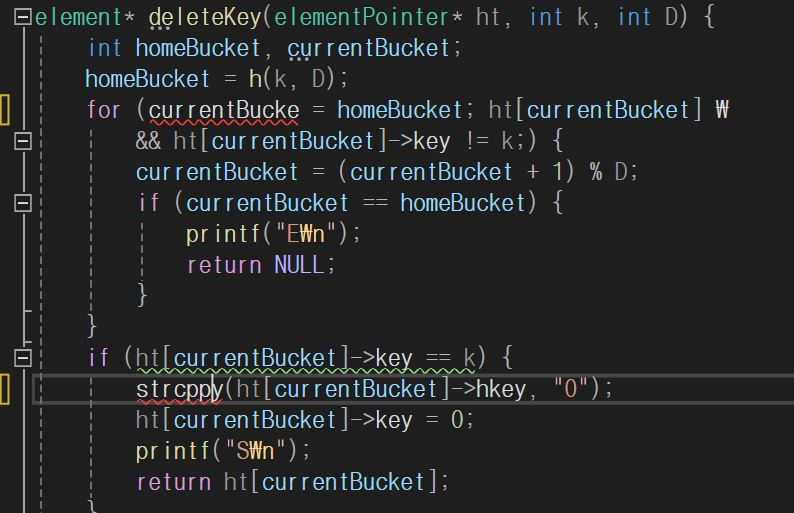 element* deleteKey(elementPointer* ht, int k, int D) {
int homeBucket, currentBucket;
homeBucket = h(k, D);
for (currentBucke = homeBucket; ht[currentBucket] ₩
&& ht[currentBucket]->key != k;) {
currentBucket = (currentBucket + 1) % D;
if (currentBucket == homeBucket) {
printf("E₩n");
return NULL;
}
}
if (ht[currentBucket]->key == k) {
strcppy(ht[currentBucket]->hkey, "0");
ht[currentBucket]->key = 0;
printf("S₩n");
return ht[currentBucket];
}